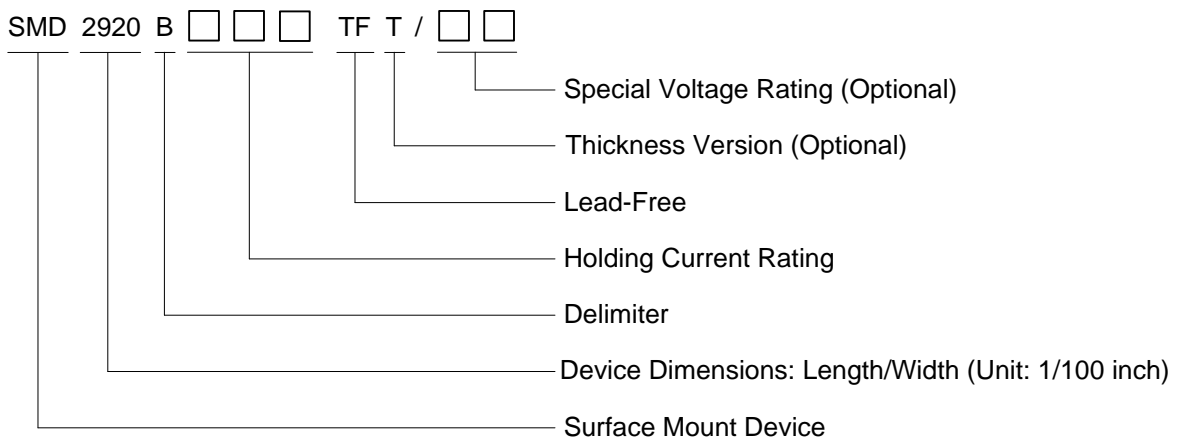 SMD 2920 B □ □ □ TF T / □ □
Special Voltage Rating (Optional)
Thickness Version (Optional)
Lead-Free
Holding Current Rating
Delimiter
Device Dimensions: Length/Width (Unit: 1/100 inch)
Surface Mount Device